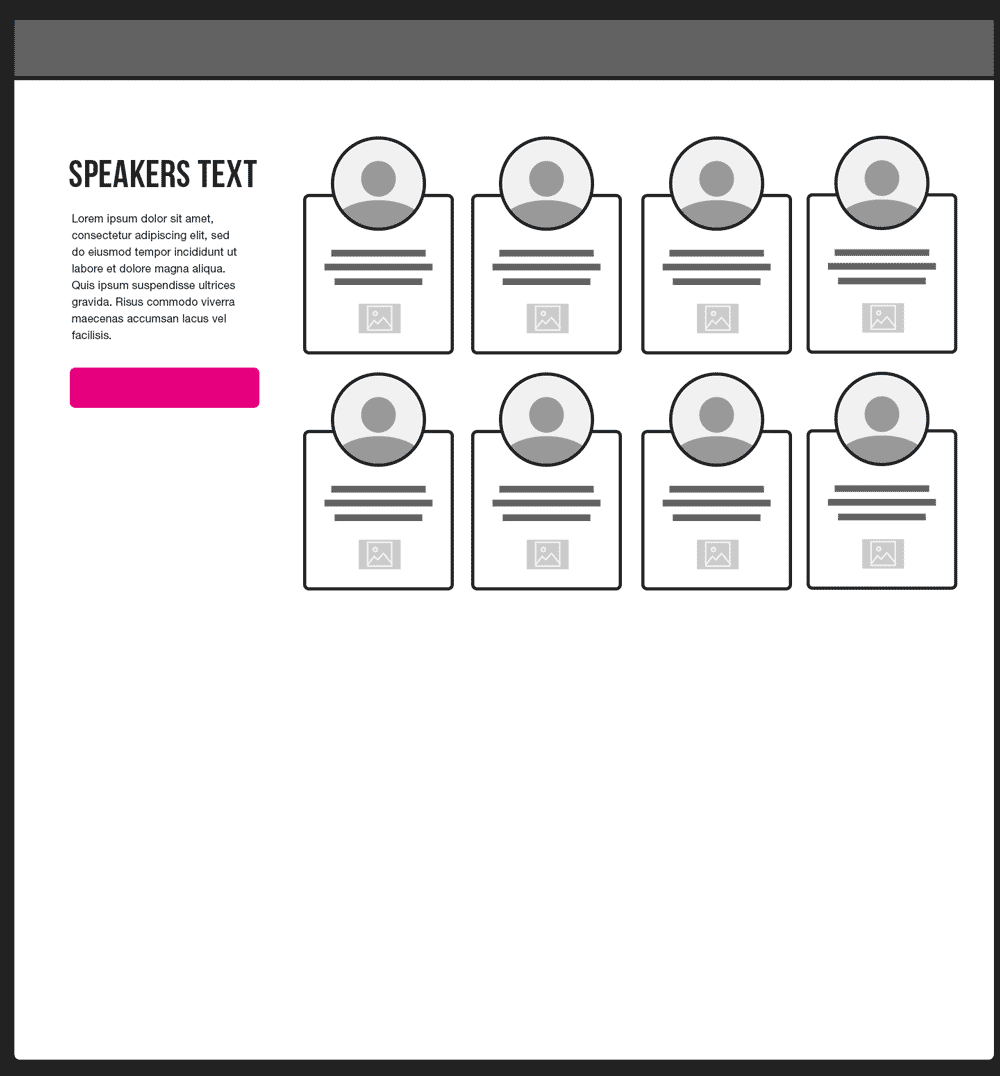 SPEAKERS TEXT
Lorem ipsum dolor sit amet,
consectetur adipiscing elit, sed
do eiusmod tempor incididunt ut
labore et dolore magna aliqua.
Quis ipsum suspendisse ultrices
gravida. Risus commodo viverra
maecenas accumsan lacus vel
facilisis.